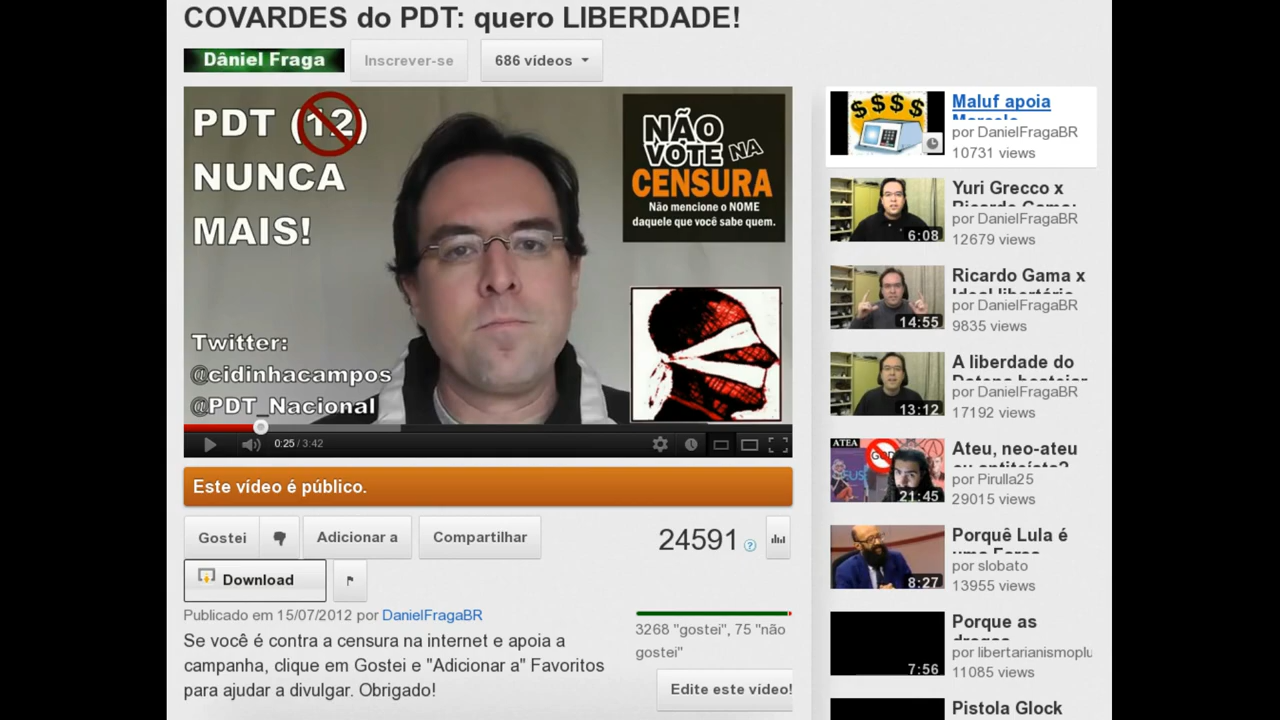 COVARDES do PDT: quero LIBERDADE!
Dâniel Fraga
Inscrever-se
686 vídeos
PDT (12)
NUNCA
MAIS!
NÃO
VOTE NA
CENSURA
Não mencione o NOME
daquele que você sabe quem.
Twitter:
@cidinhacampos
@PDT_Nacional
0:25 / 3:42
Este vídeo é público.
Gostei
Adicionar a
Compartilhar
24591
?
Download
Publicado em 15/07/2012 por DanielFragaBR
Se você é contra a censura na internet e apoia a
campanha, clique em Gostei e "Adicionar a" Favoritos
para ajudar a divulgar. Obrigado!
3268 "gostei", 75 "não
gostei"
Edite este vídeo!
$ $ $ $
Maluf apoia
por DanielFragaBR
10731 views
6:08
Yuri Grecco x
por DanielFragaBR
12679 views
14:55
Ricardo Gama x
por DanielFragaBR
9835 views
13:12
A liberdade do
por DanielFragaBR
17192 views
ATEA
21:45
Ateu, neo-ateu
por Pirulla25
29015 views
8:27
Porquê Lula é
por slobato
13955 views
7:56
Porque as
por libertarianismoplu
11085 views
Pistola Glock